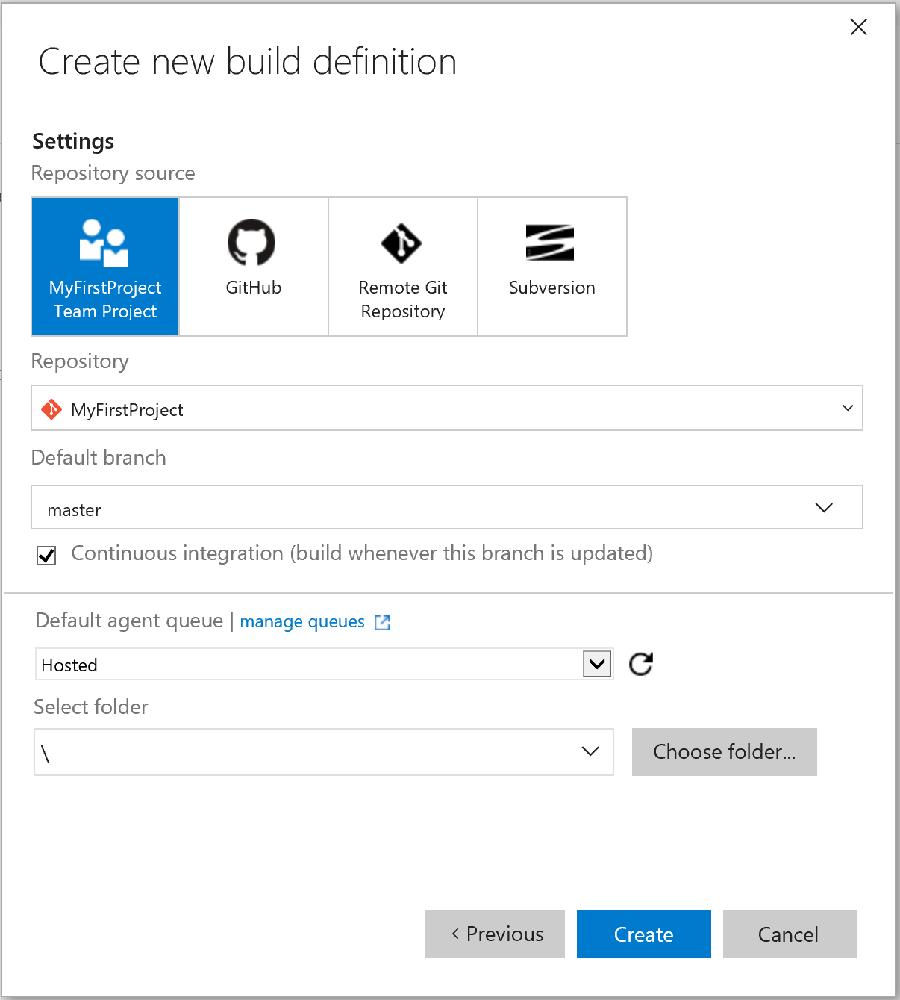 Create new build definition
Settings
Repository source
MyFirstProject
Team Project
GitHub
Remote Git
Repository
Subversion
Repository
MyFirstProject
Default branch
master
Continuous integration (build whenever this branch is updated)
Default agent queue | manage queues
Hosted
Select folder
\
Choose folder...
< Previous
Create
Cancel